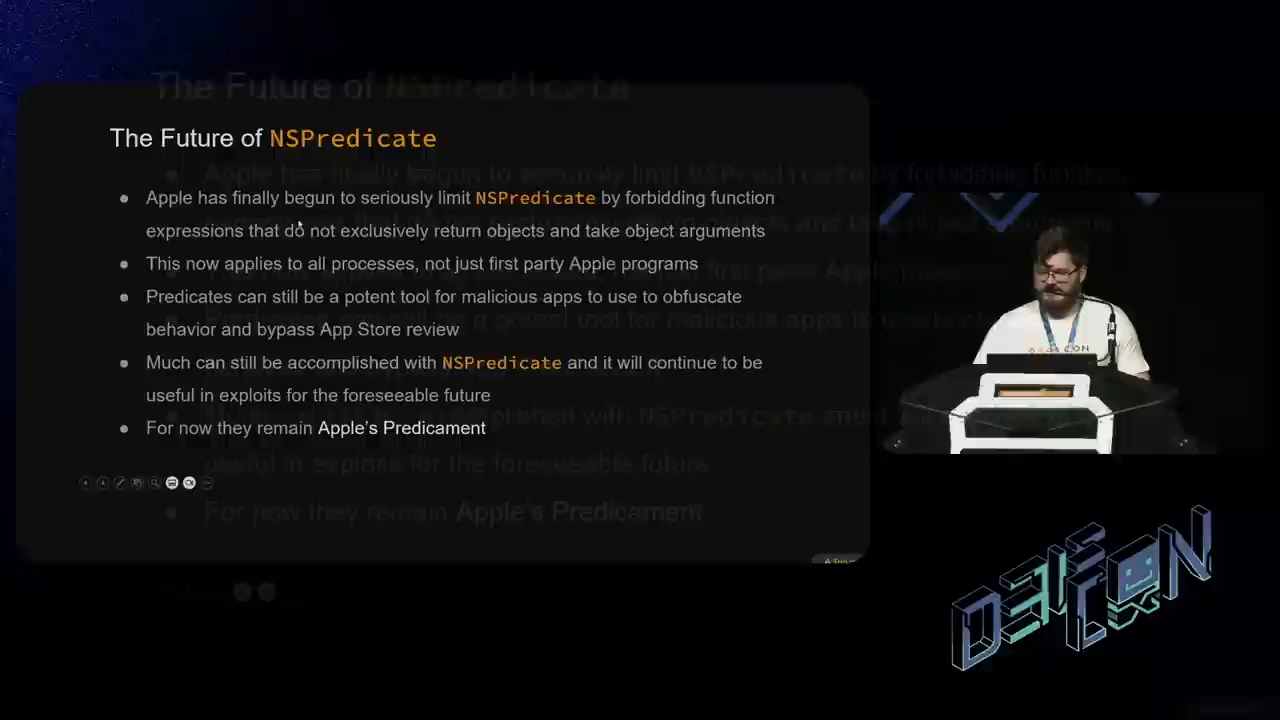 The Future of NSPredicate
Apple has finally begun to seriously limit NSPredicate by forbidding function
expressions that do not exclusively return objects and take object arguments
This now applies to all processes, not just first party Apple programs
Predicates can still be a potent tool for malicious apps to use to obfuscate
behavior and bypass App Store review
Much can still be accomplished with NSPredicate and it will continue to be
useful in exploits for the foreseeable future
For now they remain Apple's Predicament
DEF CON